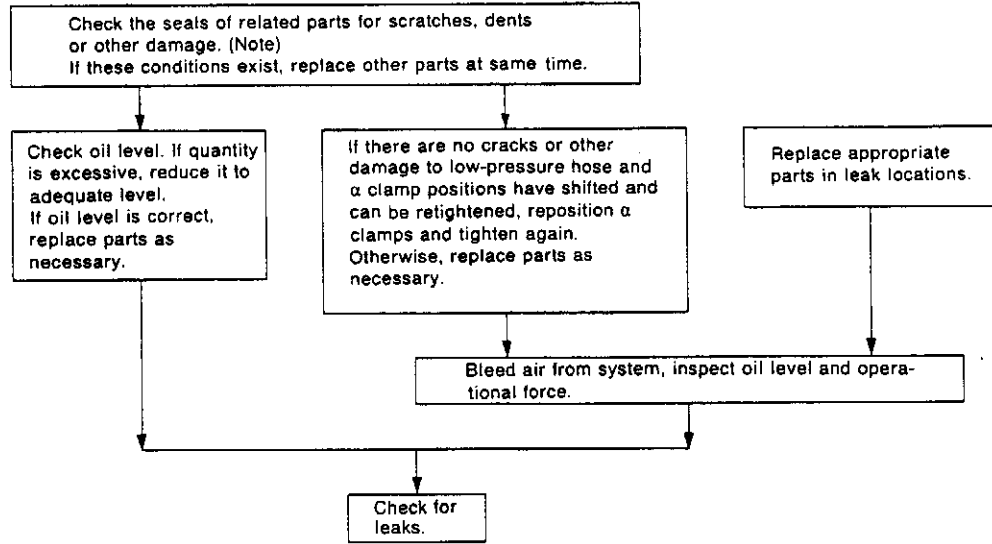 Check the seals of related parts for scratches, dents
or other damage. (Note)
If these conditions exist, replace other parts at same time.
Check oil level. If quantity
is excessive, reduce it to
adequate level.
If oil level is correct,
replace parts as
necessary.
If there are no cracks or other
damage to low-pressure hose and
α clamp positions have shifted and
can be retightened, reposition α
clamps and tighten again.
Otherwise, replace parts as
necessary.
Replace appropriate
parts in leak locations.
Bleed air from system, inspect oil level and opera-
tional force.
Check for
leaks.